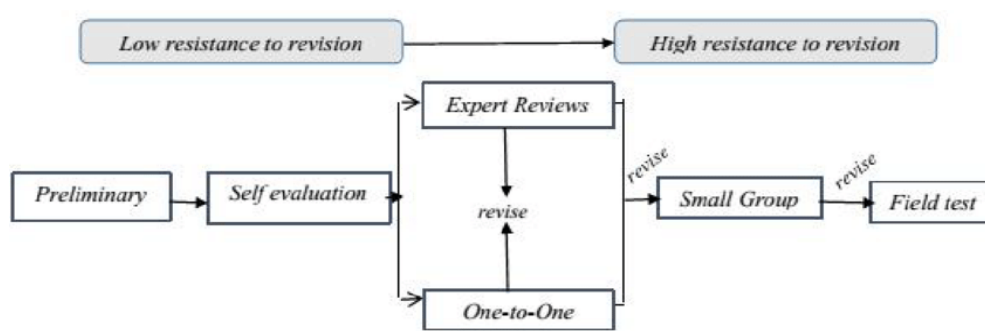 Low resistance to revision
High resistance to revision
Expert Reviews
Preliminary
Self evaluation
revise
revise
Small Group
revise
Field test
One-to-One